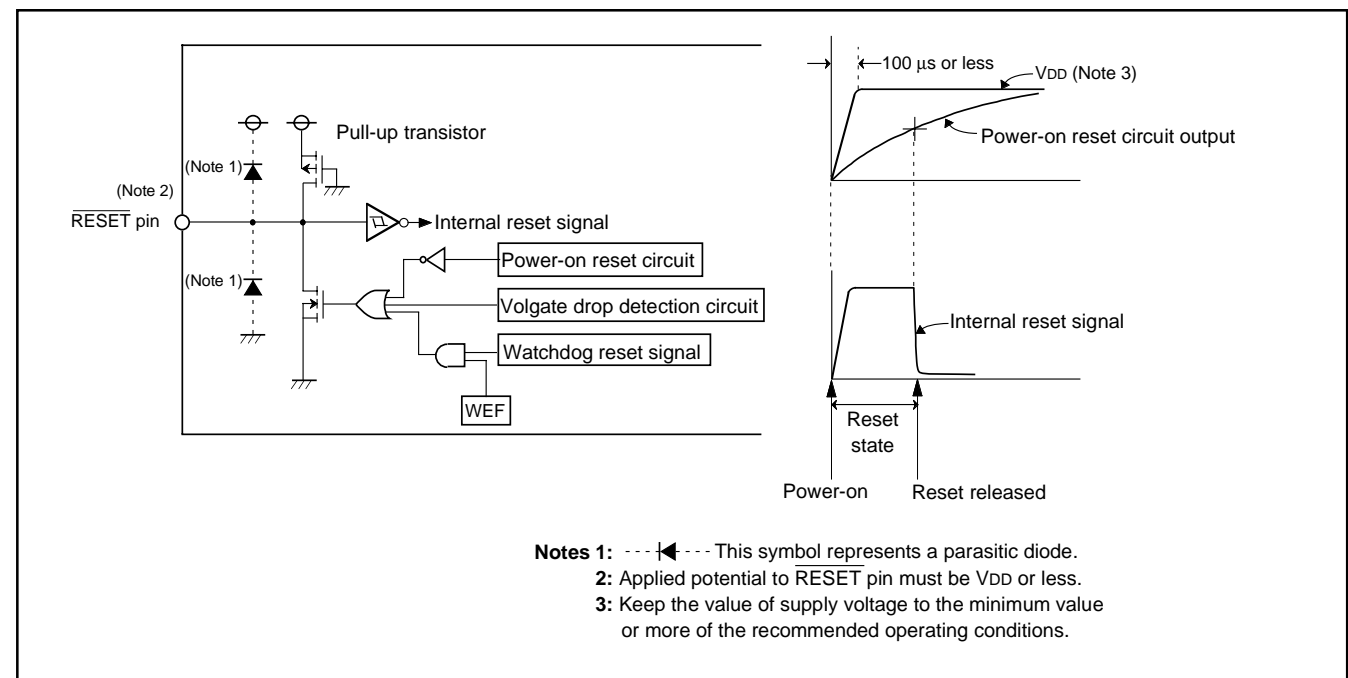 Pull-up transistor
(Note 1)
(Note 2)
RESET pin
Internal reset signal
(Note 1)
Power-on reset circuit
Volgate drop detection circuit
Watchdog reset signal
WEF
100 μs or less
VDD (Note 3)
Power-on reset circuit output
Internal reset signal
Reset
state
Power-on
Reset released
Notes 1: This symbol represents a parasitic diode.
2: Applied potential to RESET pin must be VDD or less.
3: Keep the value of supply voltage to the minimum value
or more of the recommended operating conditions.